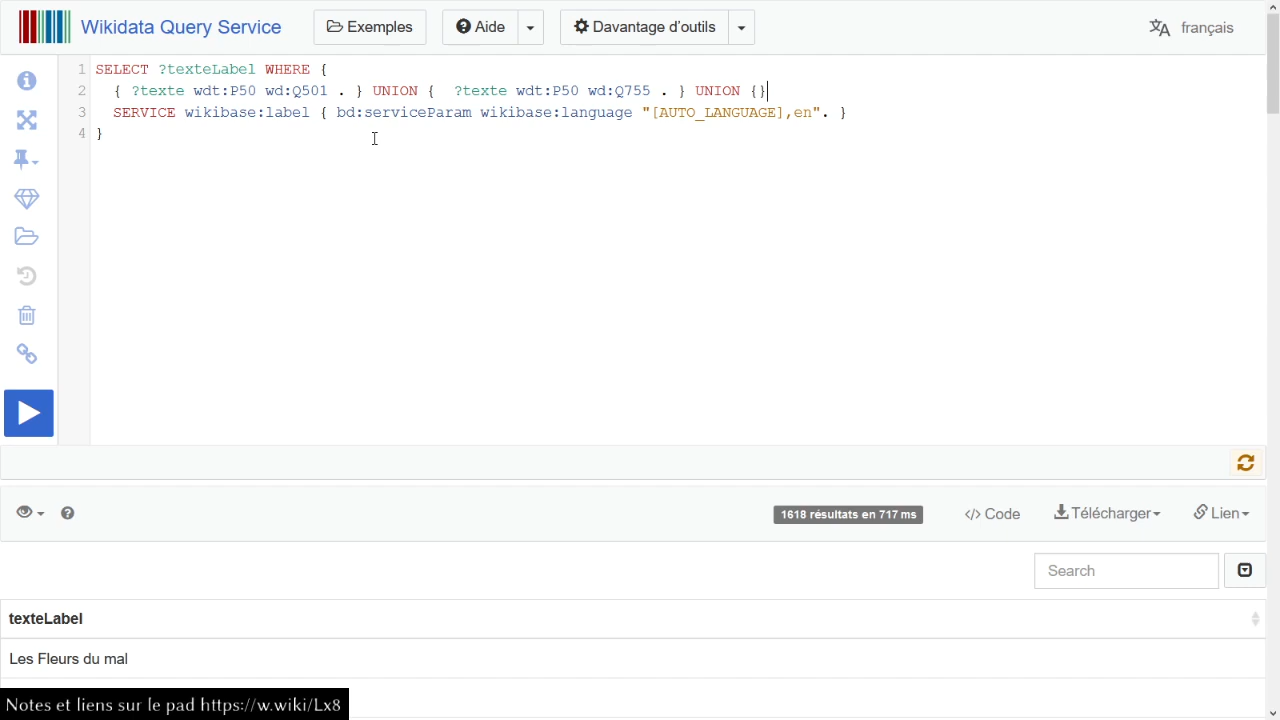 Wikidata Query Service
Exemples
Aide
Davantage d'outils
français
1 SELECT ?texteLabel WHERE {
2 { ?texte wdt:P50 wd:Q501 . } UNION {  ?texte wdt:P50 wd:Q755 . } UNION {}
3 SERVICE wikibase:label { bd:serviceParam wikibase:language "[AUTO_LANGUAGE],en". }
4 }
1618 résultats en 717 ms
</> Code
Télécharger
Lien
Search
texteLabel
Les Fleurs du mal
Notes et liens sur le pad https://w.wiki/Lx8